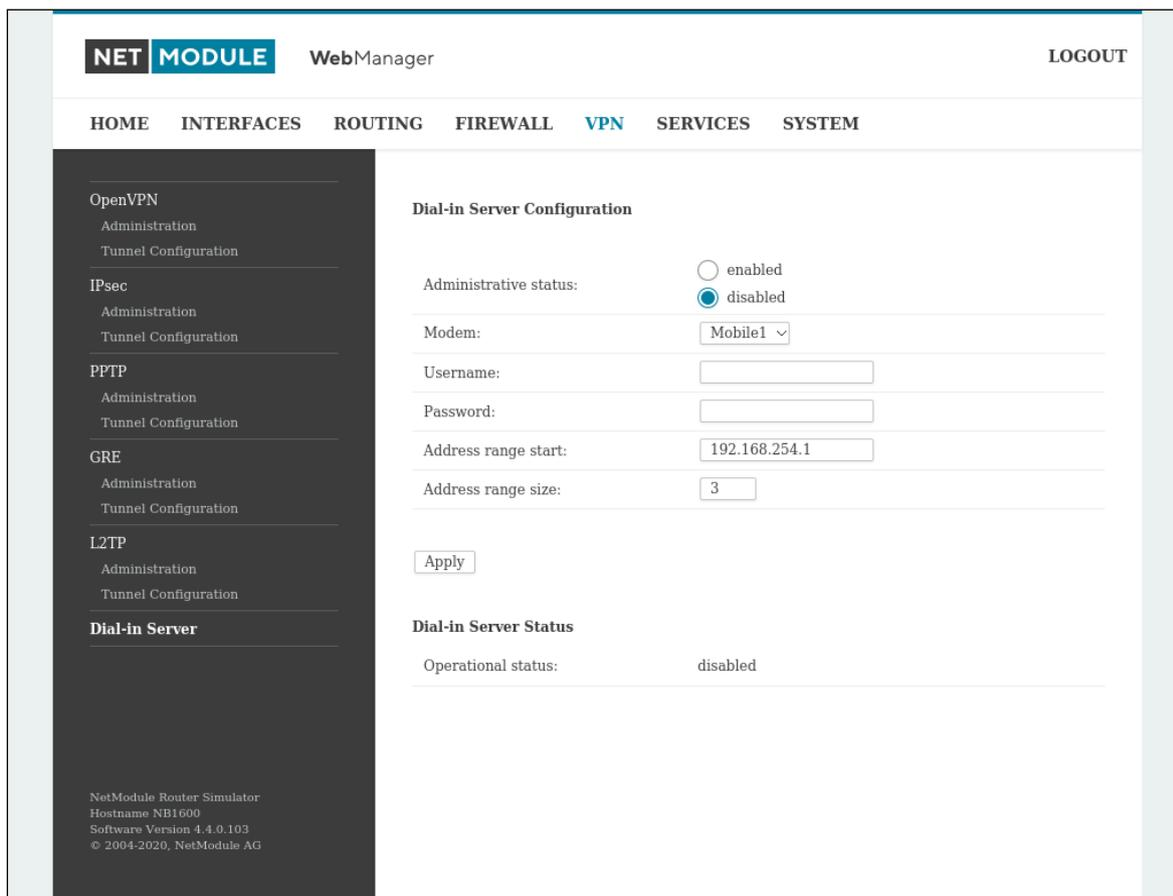 NET MODULE WebManager LOGOUT
HOME INTERFACES ROUTING FIREWALL VPN SERVICES SYSTEM
OpenVPN
Administration
Tunnel Configuration
IPsec
Administration
Tunnel Configuration
PPTP
Administration
Tunnel Configuration
GRE
Administration
Tunnel Configuration
L2TP
Administration
Tunnel Configuration
Dial-in Server
NetModule Router Simulator
Hostname NB1600
Software Version 4.4.0.103
© 2004-2020, NetModule AG
Dial-in Server Configuration
Administrative status:
enabled
disabled
Modem: Mobile1
Username:
Password:
Address range start: 192.168.254.1
Address range size: 3
Apply
Dial-in Server Status
Operational status: disabled